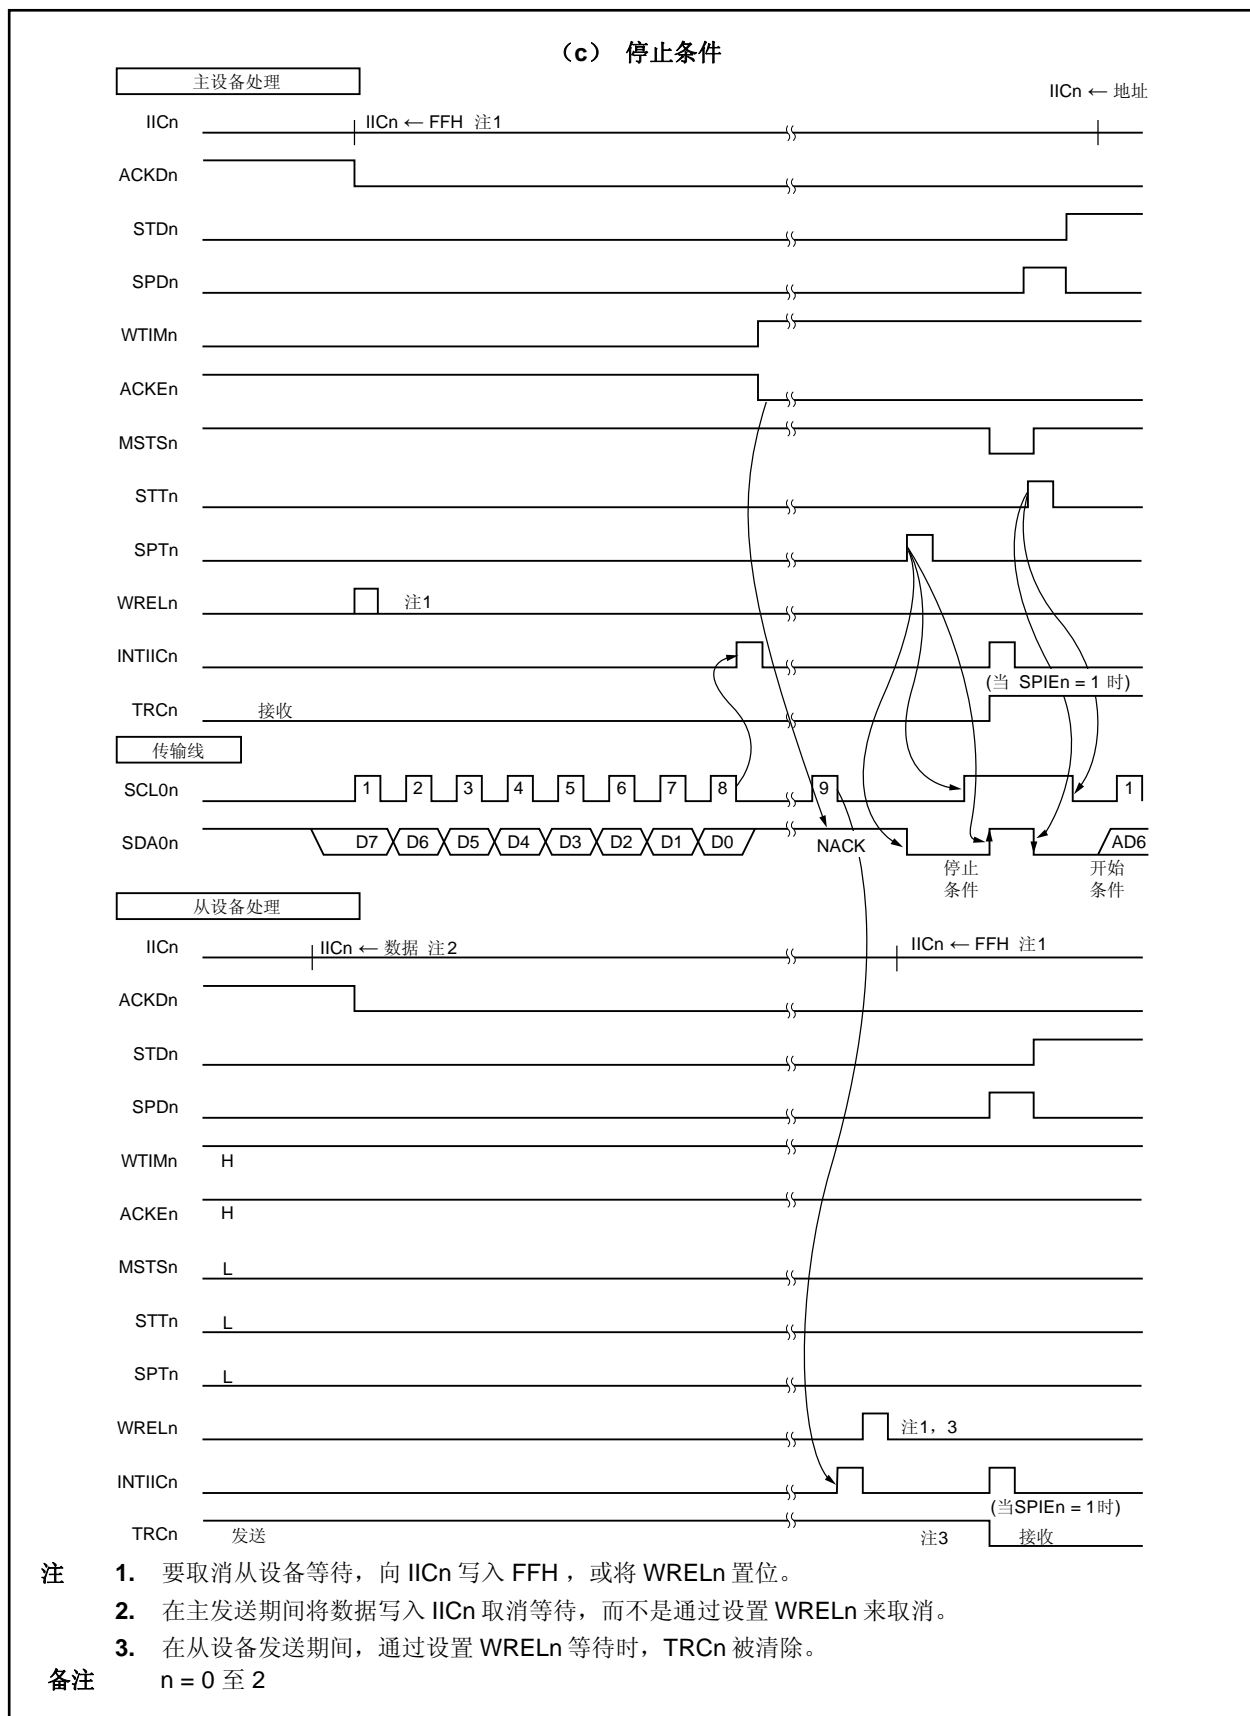 （c） 停止条件
主设备处理
IICn ← 地址
IICn
IICn ← FFH 注1
ACKDn
STDn
SPDn
WTIMn
ACKEn
MSTSn
STTn
SPTn
WRELn
注1
INTIICn
(当 SPIEn = 1 时)
TRCn
接收
传输线
SCL0n
1 2 3 4 5 6 7 8 9 1
SDA0n
D7 D6 D5 D4 D3 D2 D1 D0 NACK AD6
停止
条件
开始
条件
从设备处理
IICn
IICn ← 数据 注2
IICn ← FFH 注1
ACKDn
STDn
SPDn
WTIMn H
ACKEn H
MSTSn L
STTn L
SPTn L
WRELn
注1，3
INTIICn
(当SPIEn = 1时)
TRCn
发送
注3
接收
注 1. 要取消从设备等待，向 IICn 写入 FFH ，或将 WRELn 置位。
2. 在主发送期间将数据写入 IICn 取消等待，而不是通过设置 WRELn 来取消。
3. 在从设备发送期间，通过设置 WRELn 等待时，TRCn 被清除。
备注 n = 0 至 2